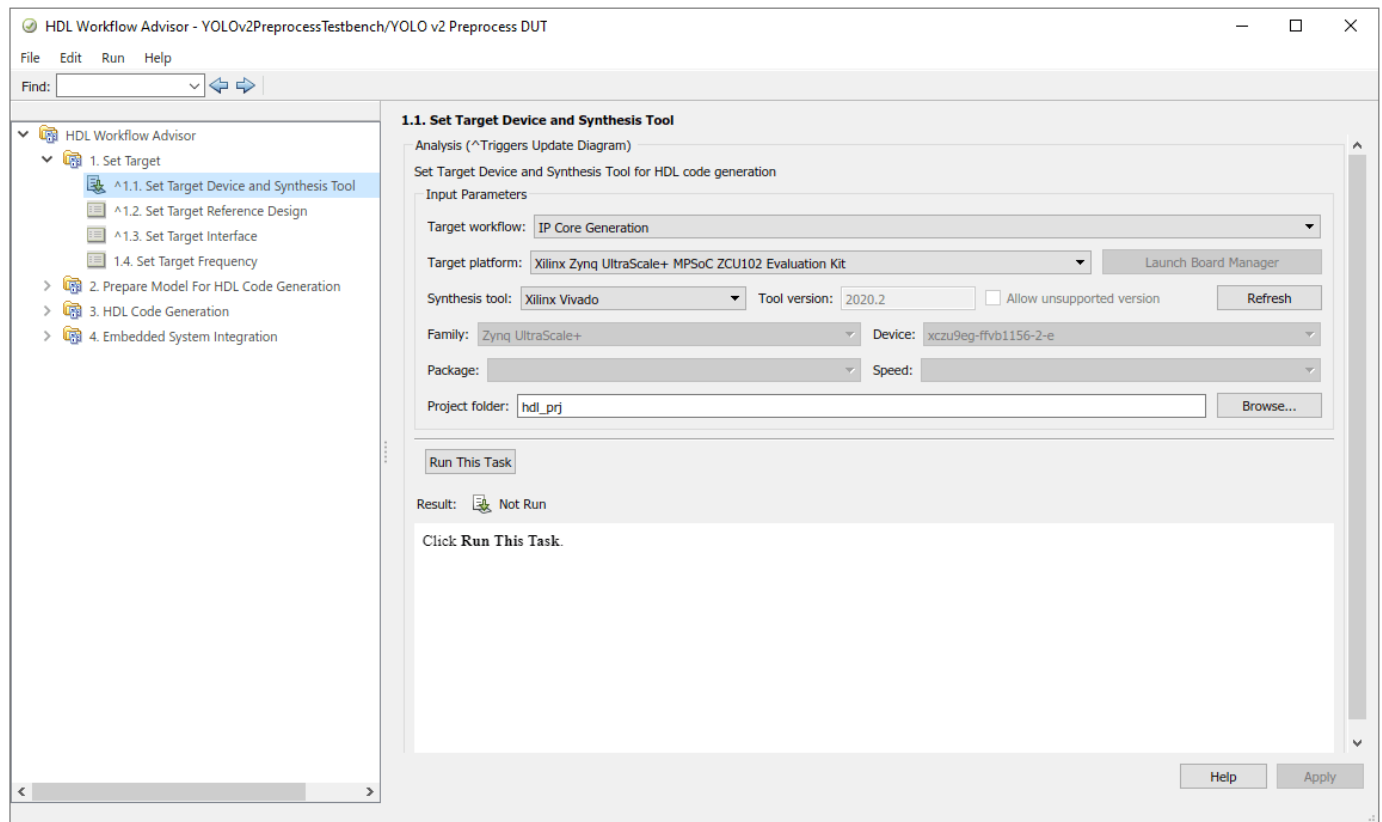 HDL Workflow Advisor - YOLOv2PreprocessTestbench/YOLO v2 Preprocess DUT
File Edit Run Help
Find:
HDL Workflow Advisor
1. Set Target
^1.1. Set Target Device and Synthesis Tool
^1.2. Set Target Reference Design
^1.3. Set Target Interface
1.4. Set Target Frequency
2. Prepare Model For HDL Code Generation
3. HDL Code Generation
4. Embedded System Integration
1.1. Set Target Device and Synthesis Tool
Analysis (^Triggers Update Diagram)
Set Target Device and Synthesis Tool for HDL code generation
Input Parameters
Target workflow: IP Core Generation
Target platform: Xilinx Zynq UltraScale+ MPSoC ZCU102 Evaluation Kit Launch Board Manager
Synthesis tool: Xilinx Vivado Tool version: 2020.2 Allow unsupported version Refresh
Family: Zynq UltraScale+ Device: xczu9eg-ffvb1156-2-e
Package: Speed:
Project folder: hdl_prj Browse...
Run This Task
Result: Not Run
Click Run This Task.
Help Apply